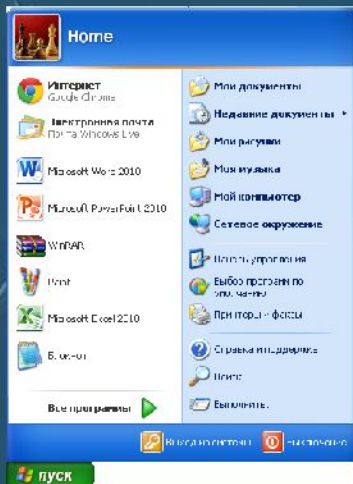 Home
Интернет
Google Chrome
Электронная почта
Почта Windows Live
Microsoft Word 2010
Microsoft PowerPoint 2010
WinRAR
Paint
Microsoft Excel 2010
Блокнот
Все программы
Мои документы
Недавние документы
Мои рисунки
Моя музыка
Мой компьютер
Сетевое окружение
Панель управления
Выбор программ по
умолчанию
Принтеры и факсы
Справка и поддержка
Поиск
Выполнить...
Выход из системы
Выключение
пуск